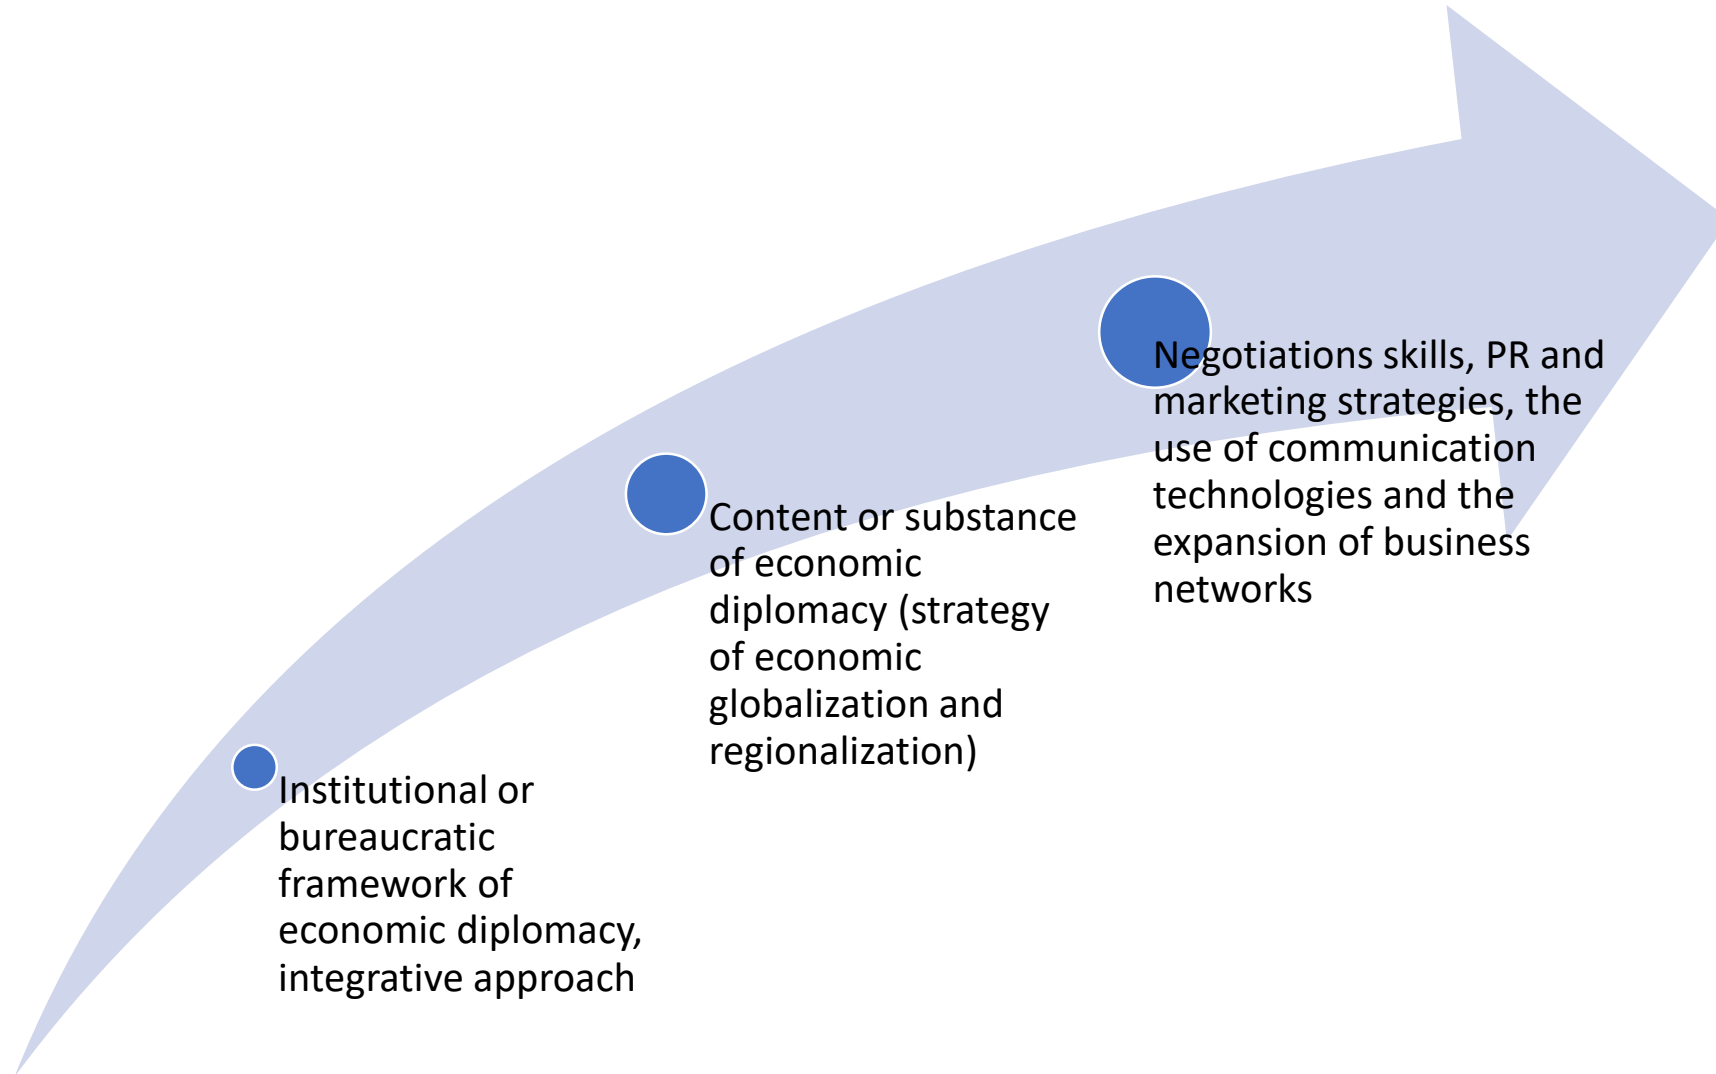 Negotiations skills, PR and
marketing strategies, the
use of communication
technologies and the
expansion of business
networks
Content or substance
of economic
diplomacy (strategy
of economic
globalization and
regionalization)
Institutional or
bureaucratic
framework of
economic diplomacy,
integrative approach